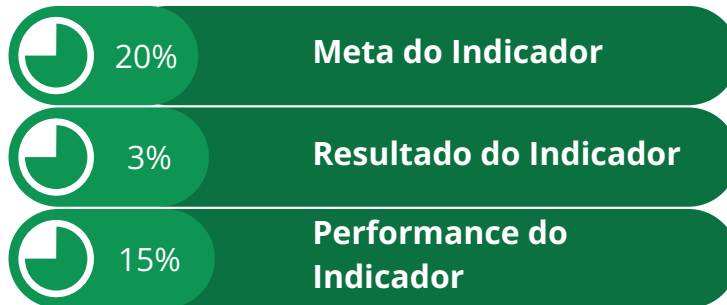 20%
Meta do Indicador
3%
Resultado do Indicador
15%
Performance do
Indicador